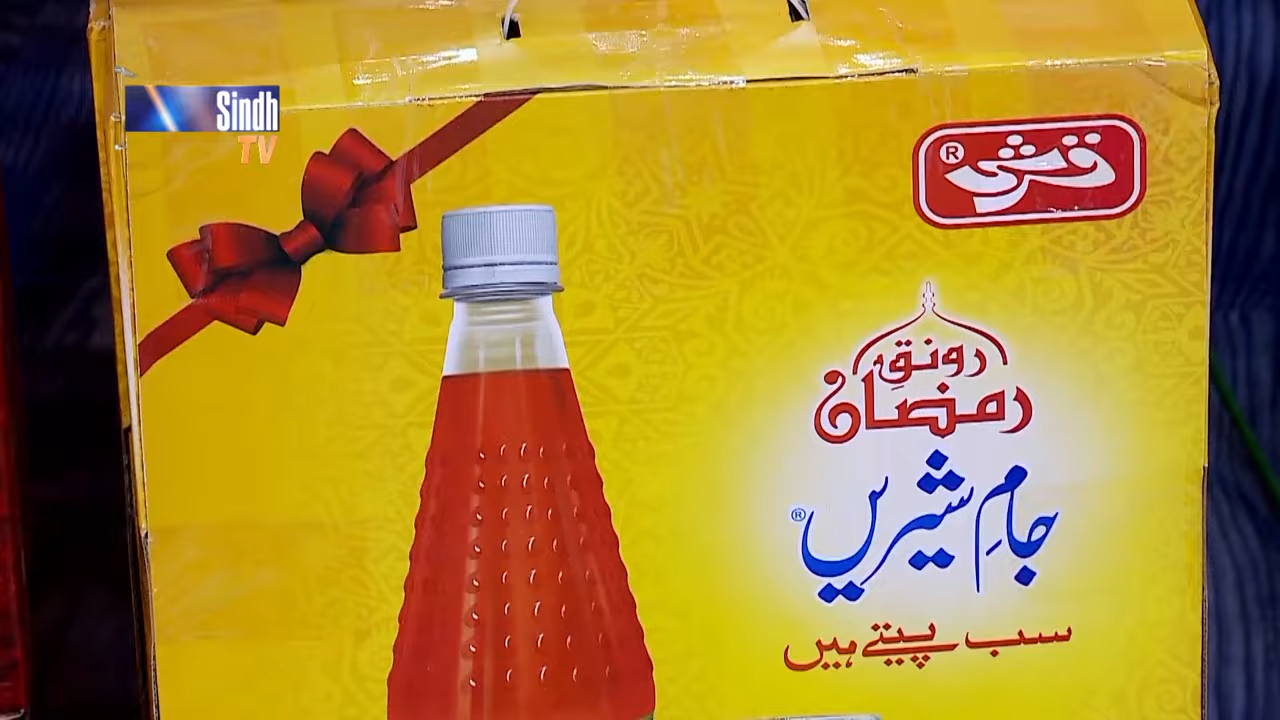 Sindh
TV
قرشی ®
رونقِ
رمضان
جامِ شیریں ®
سب پیتے ہیں